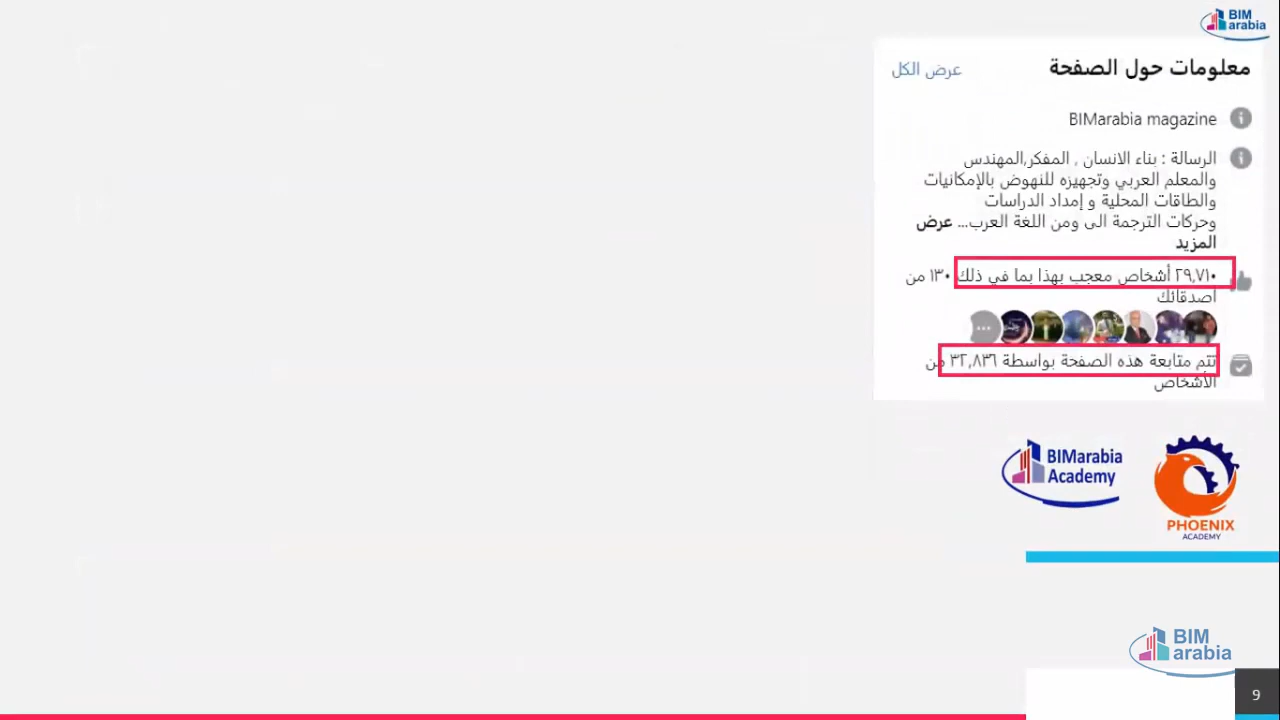 BIM
arabia
معلومات حول الصفحة
عرض الكل
BIMarabia magazine
الرسالة : بناء الانسان , المفكر,المهندس
والمعلم العربي وتجهيزه للنهوض بالإمكانيات
والطاقات المحلية و إمداد الدراسات
وحركات الترجمة الى ومن اللغة العرب... عرض
المزيد
٢٩,٧١٠ أشخاص معجب بهذا بما في ذلك ١٣٠ من
أصدقائك
تتم متابعة هذه الصفحة بواسطة ٣٢,٨٣٦ من
الأشخاص
BIMarabia
Academy
PHOENIX
ACADEMY
BIM
arabia
9